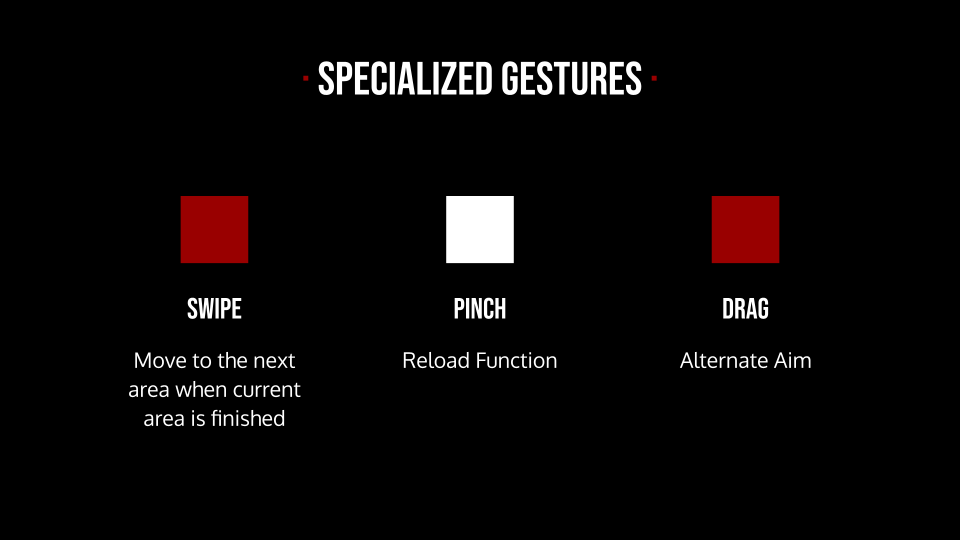 · SPECIALIZED GESTURES ·
SWIPE
Move to the next
area when current
area is finished
PINCH
Reload Function
DRAG
Alternate Aim